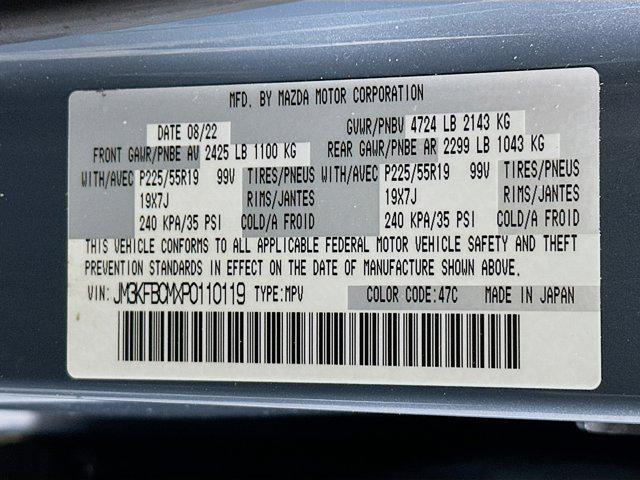 MFD. BY MAZDA MOTOR CORPORATION
DATE 08/22 GVWR/PNBV 4724 LB 2143 KG
FRONT GAWR/PNBE AV 2425 LB 1100 KG REAR GAWR/PNBE AR 2299 LB 1043 KG
WITH/AVEC P225/55R19 99V TIRES/PNEUS WITH/AVEC P225/55R19 99V TIRES/PNEUS
19X7J RIMS/JANTES 19X7J RIMS/JANTES
240 KPA/35 PSI COLD/A FROID 240 KPA/35 PSI COLD/A FROID
THIS VEHICLE CONFORMS TO ALL APPLICABLE FEDERAL MOTOR VEHICLE SAFETY AND THEFT
PREVENTION STANDARDS IN EFFECT ON THE DATE OF MANUFACTURE SHOWN ABOVE.
VIN: JM3KFBCMXP0110119 TYPE:MPV COLOR CODE:47C MADE IN JAPAN